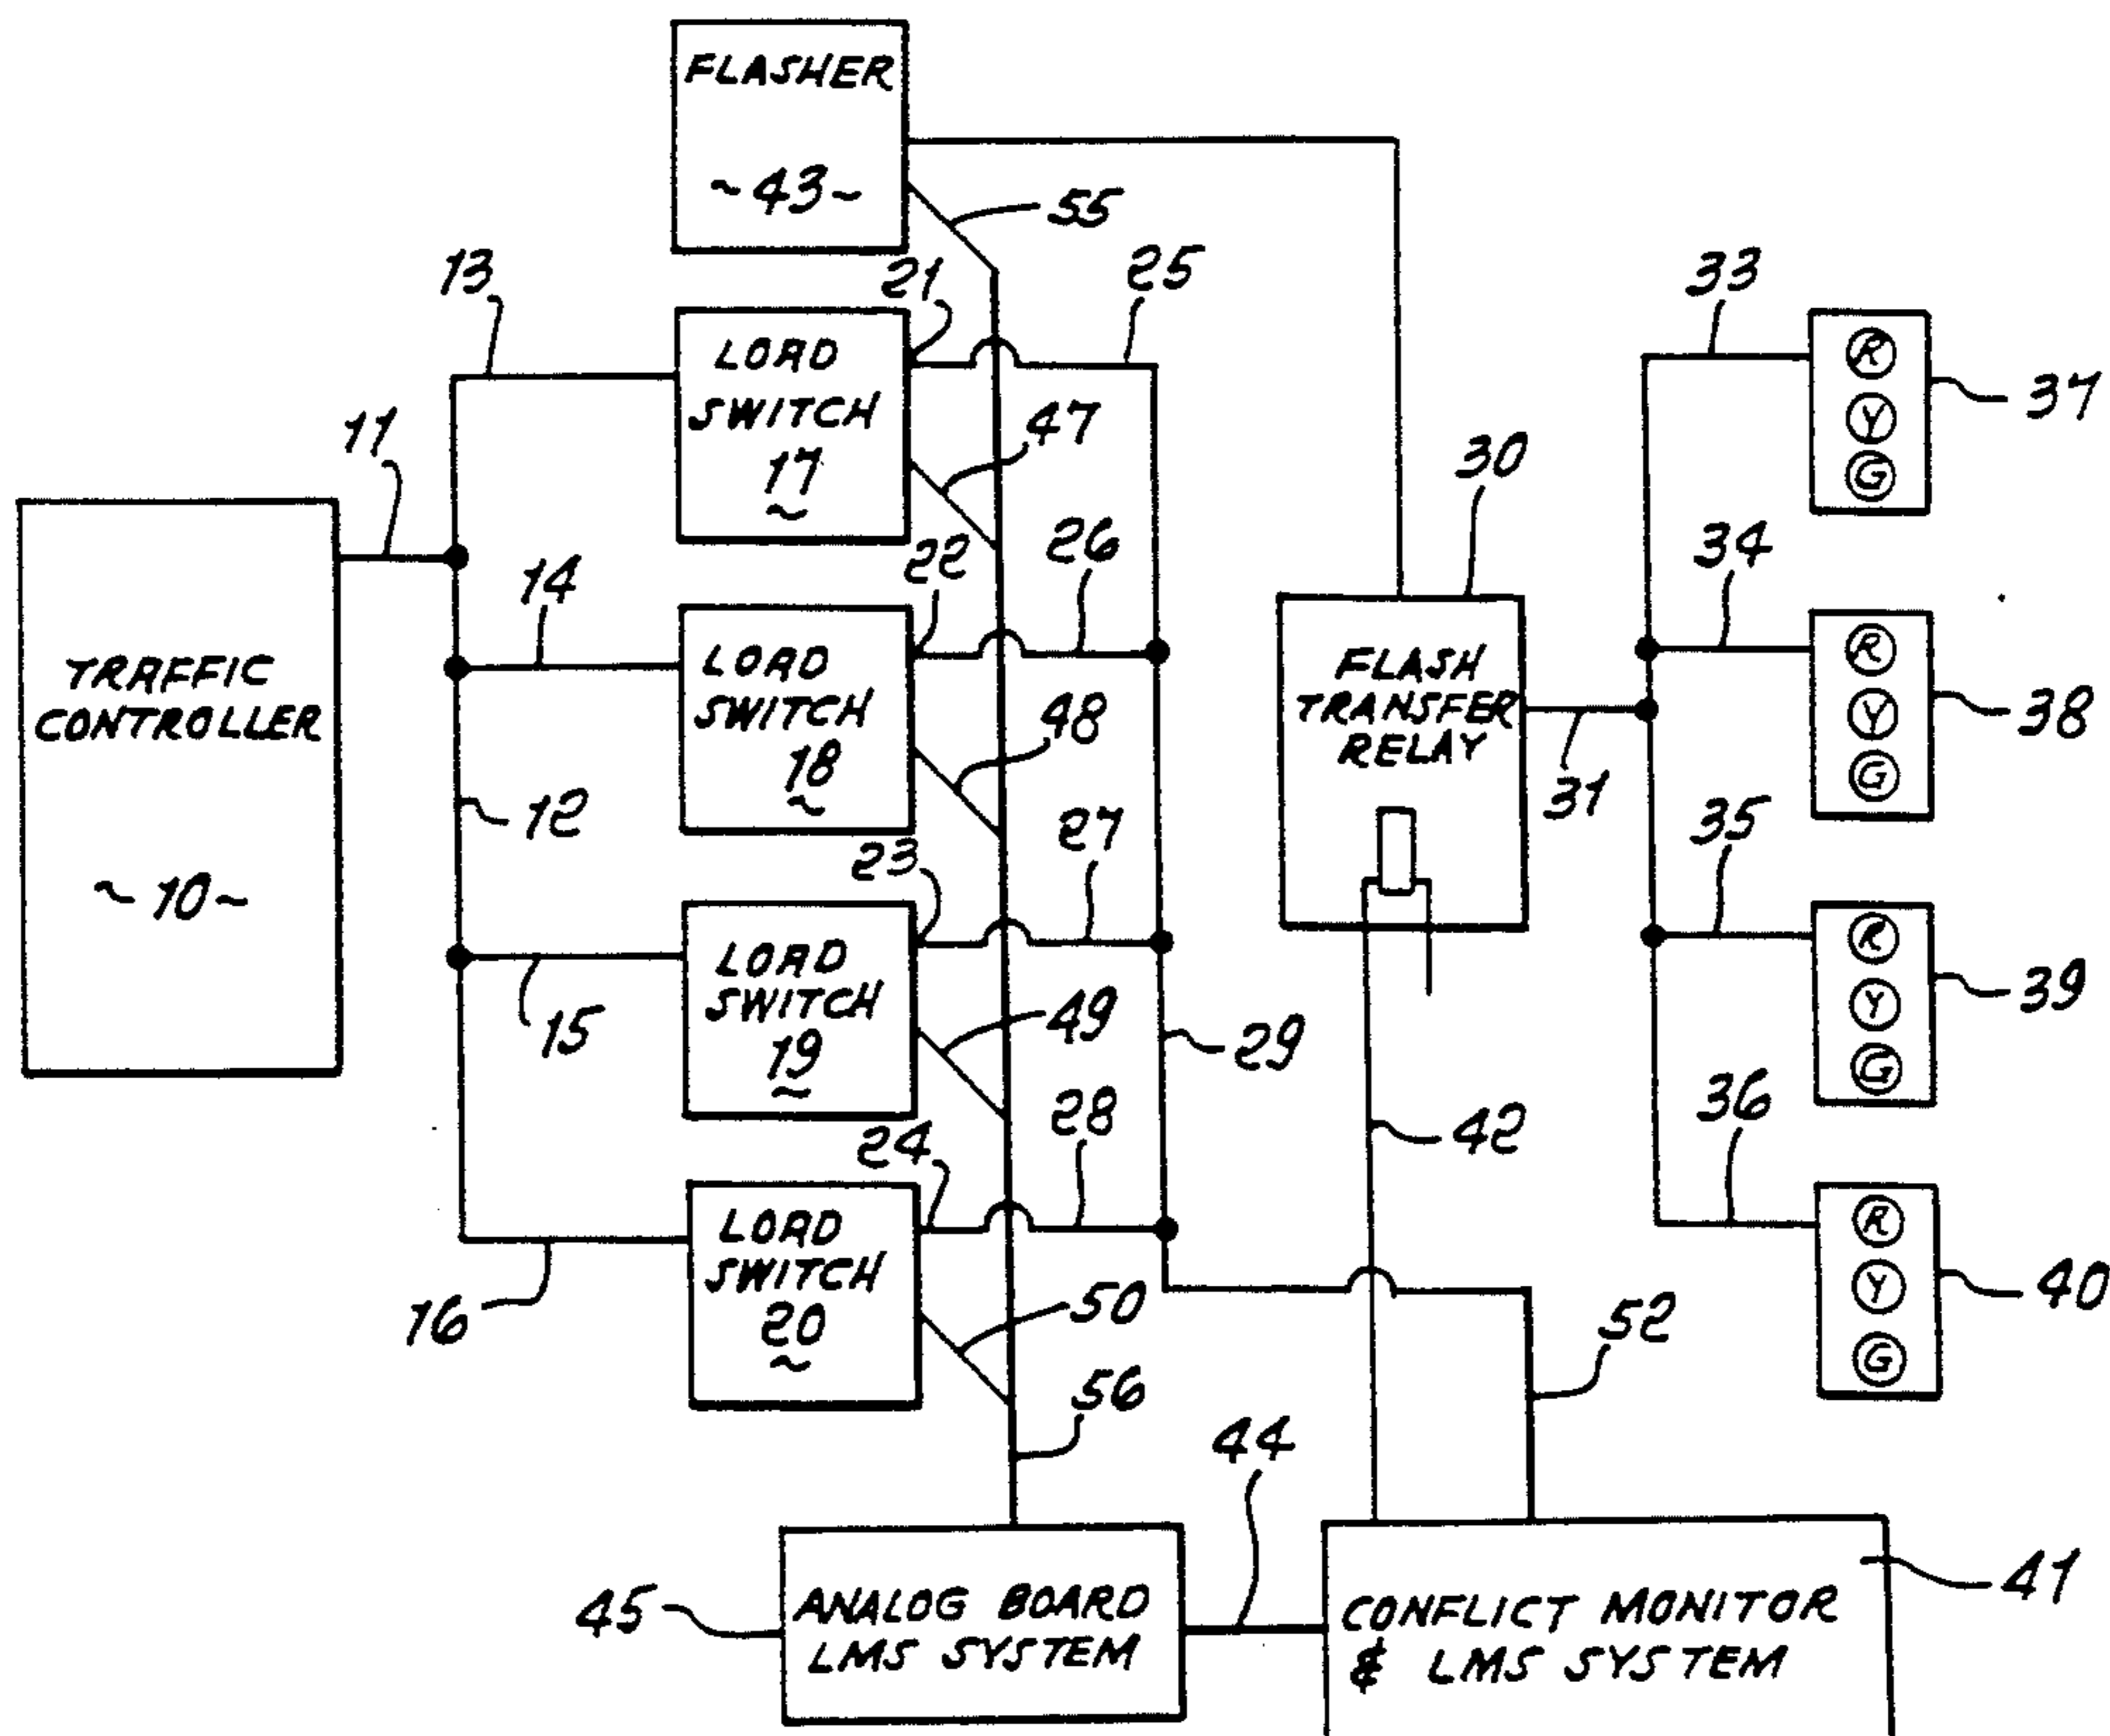 FLASHER
~43~
55
13
21
25
33
LOAD
SWITCH
17
R
Y
G
37
11
47
30
22
26
14
34
TRAFFIC
CONTROLLER
~10~
LOAD
SWITCH
18
48
FLASH
TRANSFER
RELAY
31
R
Y
G
38
12
23
27
35
LOAD
SWITCH
19
15
49
29
R
Y
G
39
24
28
42
36
LOAD
SWITCH
20
16
50
52
R
Y
G
40
56
44
45
ANALOG BOARD
LMS SYSTEM
CONFLICT MONITOR
& LMS SYSTEM
41